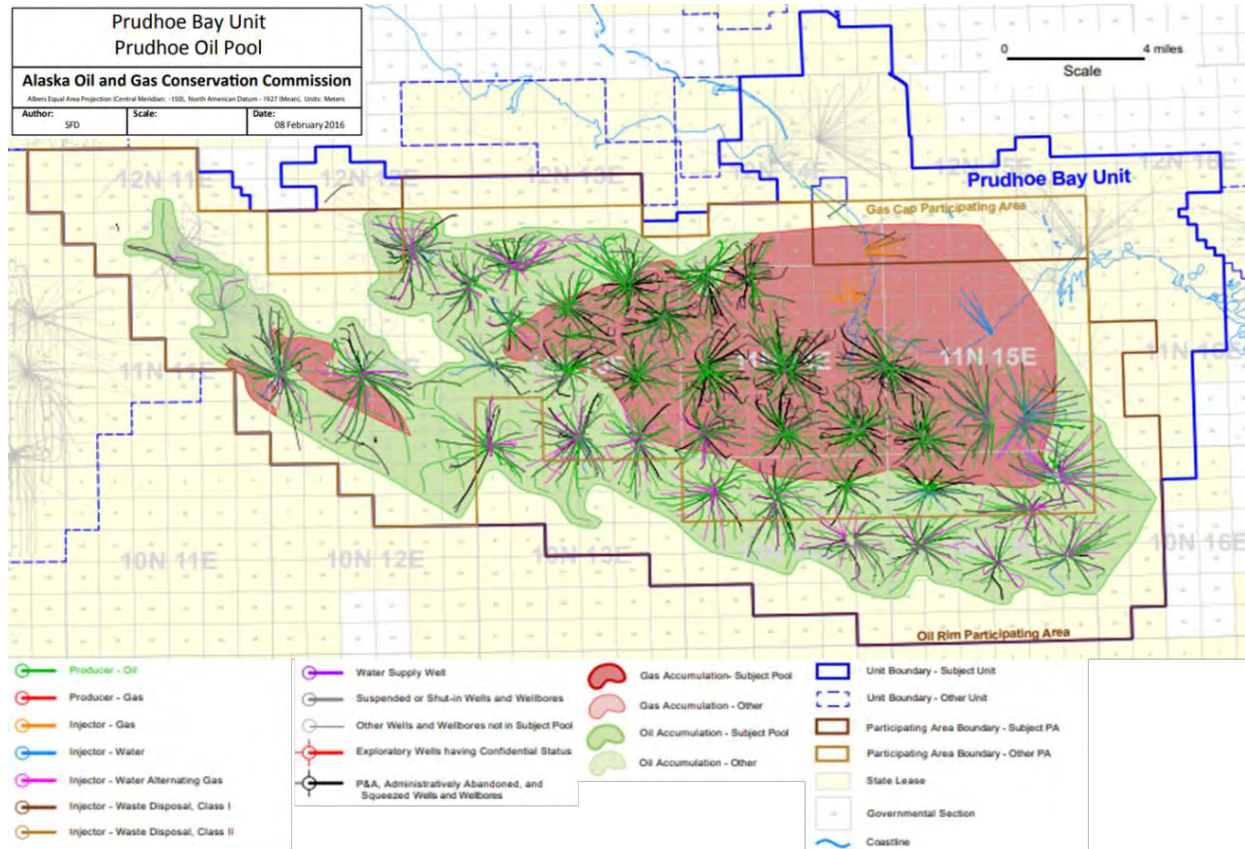 Prudhoe Bay Unit
Prudhoe Oil Pool
Alaska Oil and Gas Conservation Commission
Albers Equal Area Projection (Central Meridian: -150), North American Datum - 1927 (Mean), Units: Meters
Author:
SFD
Scale:
Date:
08 February 2016
0
4 miles
Scale
12N 11E
12N 12E
12N 13E
12N 15E
12N 16E
Prudhoe Bay Unit
Gas Cap Participating Area
11N 11E
11N 15E
10N 11E
10N 12E
10N 13E
10N 16E
Oil Rim Participating Area
Producer - Oil
Producer - Gas
Injector - Gas
Injector - Water
Injector - Water Alternating Gas
Injector - Waste Disposal, Class I
Injector - Waste Disposal, Class II
Water Supply Well
Suspended or Shut-in Wells and Wellbores
Other Wells and Wellbores not in Subject Pool
Exploratory Wells having Confidential Status
P&A, Administratively Abandoned, and
Squeezed Wells and Wellbores
Gas Accumulation- Subject Pool
Gas Accumulation - Other
Oil Accumulation - Subject Pool
Oil Accumulation - Other
Unit Boundary - Subject Unit
Unit Boundary - Other Unit
Participating Area Boundary - Subject PA
Participating Area Boundary - Other PA
State Lease
Governmental Section
Coastline